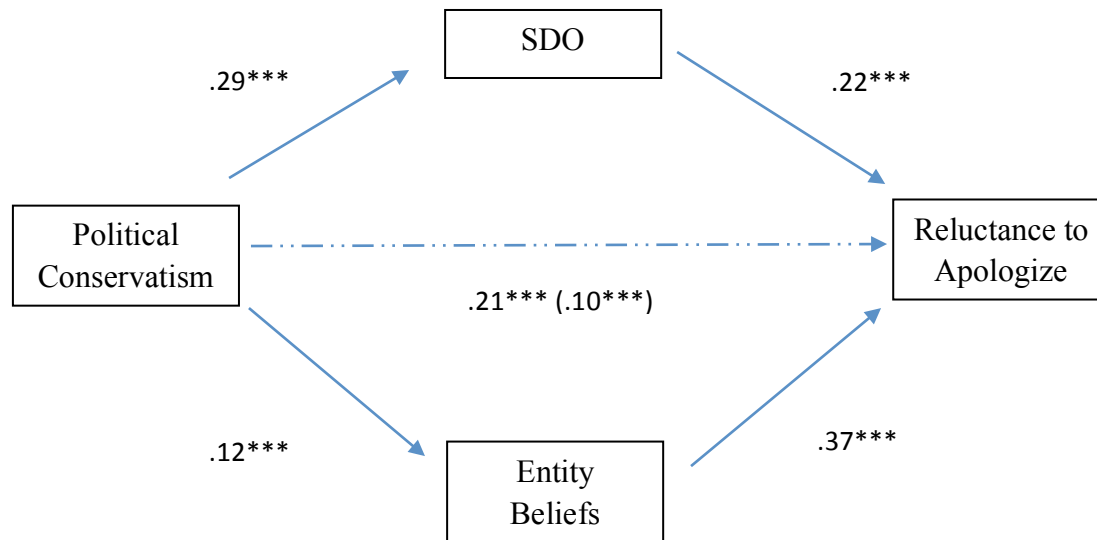 SDO
.29***
.22***
Political
Conservatism
Reluctance to
Apologize
.21*** (.10***)
.12***
.37***
Entity
Beliefs